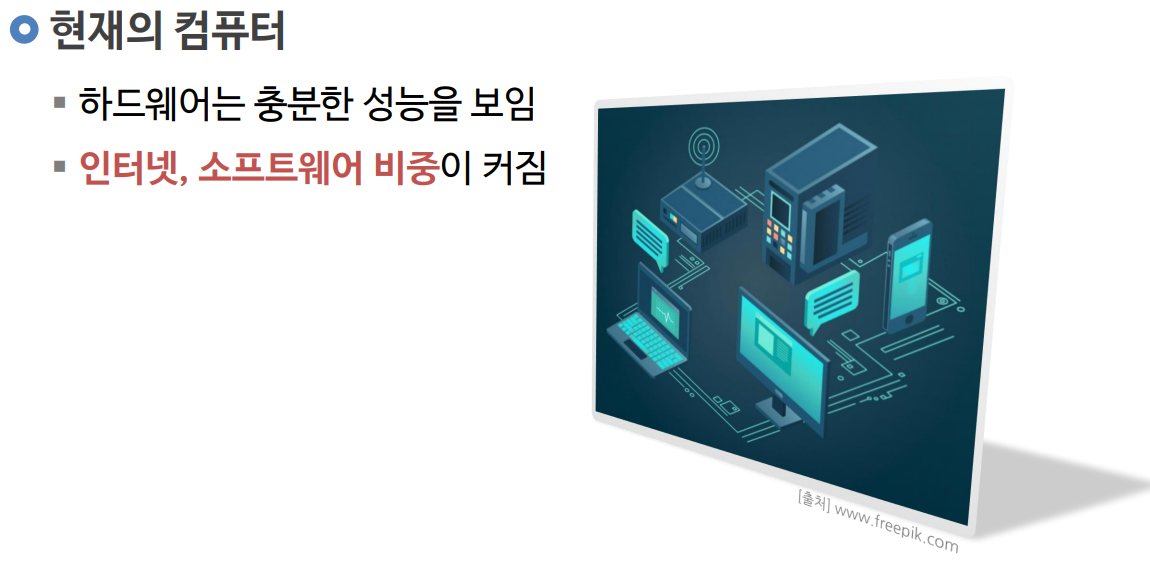 현재의 컴퓨터
하드웨어는 충분한 성능을 보임
인터넷, 소프트웨어 비중이 커짐
[출처] www.freepik.com